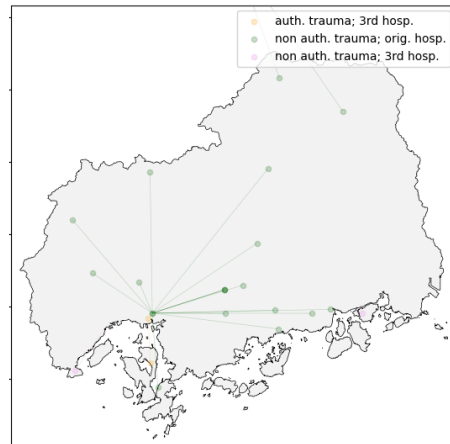 auth. trauma; 3rd hosp.
non auth. trauma; orig. hosp.
non auth. trauma; 3rd hosp.